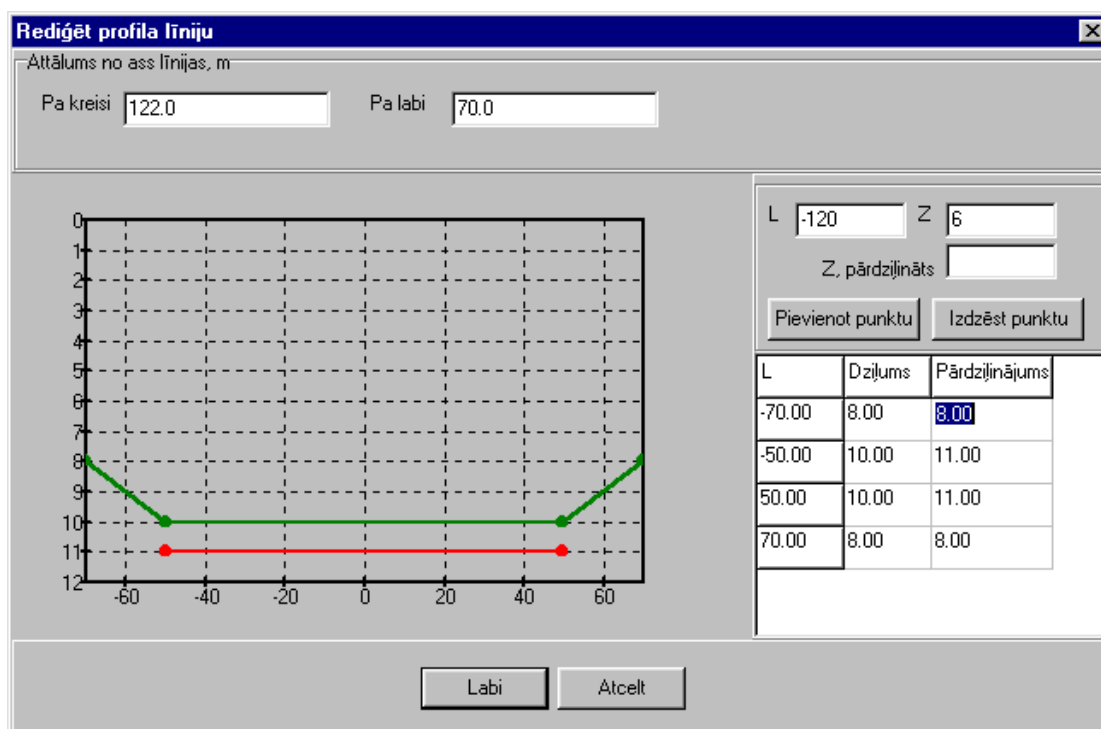 Rediģēt profila līniju
Attālums no ass līnijas, m
Pa kreisi 122.0 Pa labi 70.0
0
1
2
3
4
5
6
7
8
9
10
11
12
-60 -40 -20 0 20 40 60
L -120 Z 6
Z, pārdziļināts
Pievienot punktu Izdzēst punktu
L Dziļums Pārdziļinājums
-70.00 8.00 8.00
-50.00 10.00 11.00
50.00 10.00 11.00
70.00 8.00 8.00
Labi Atcelt